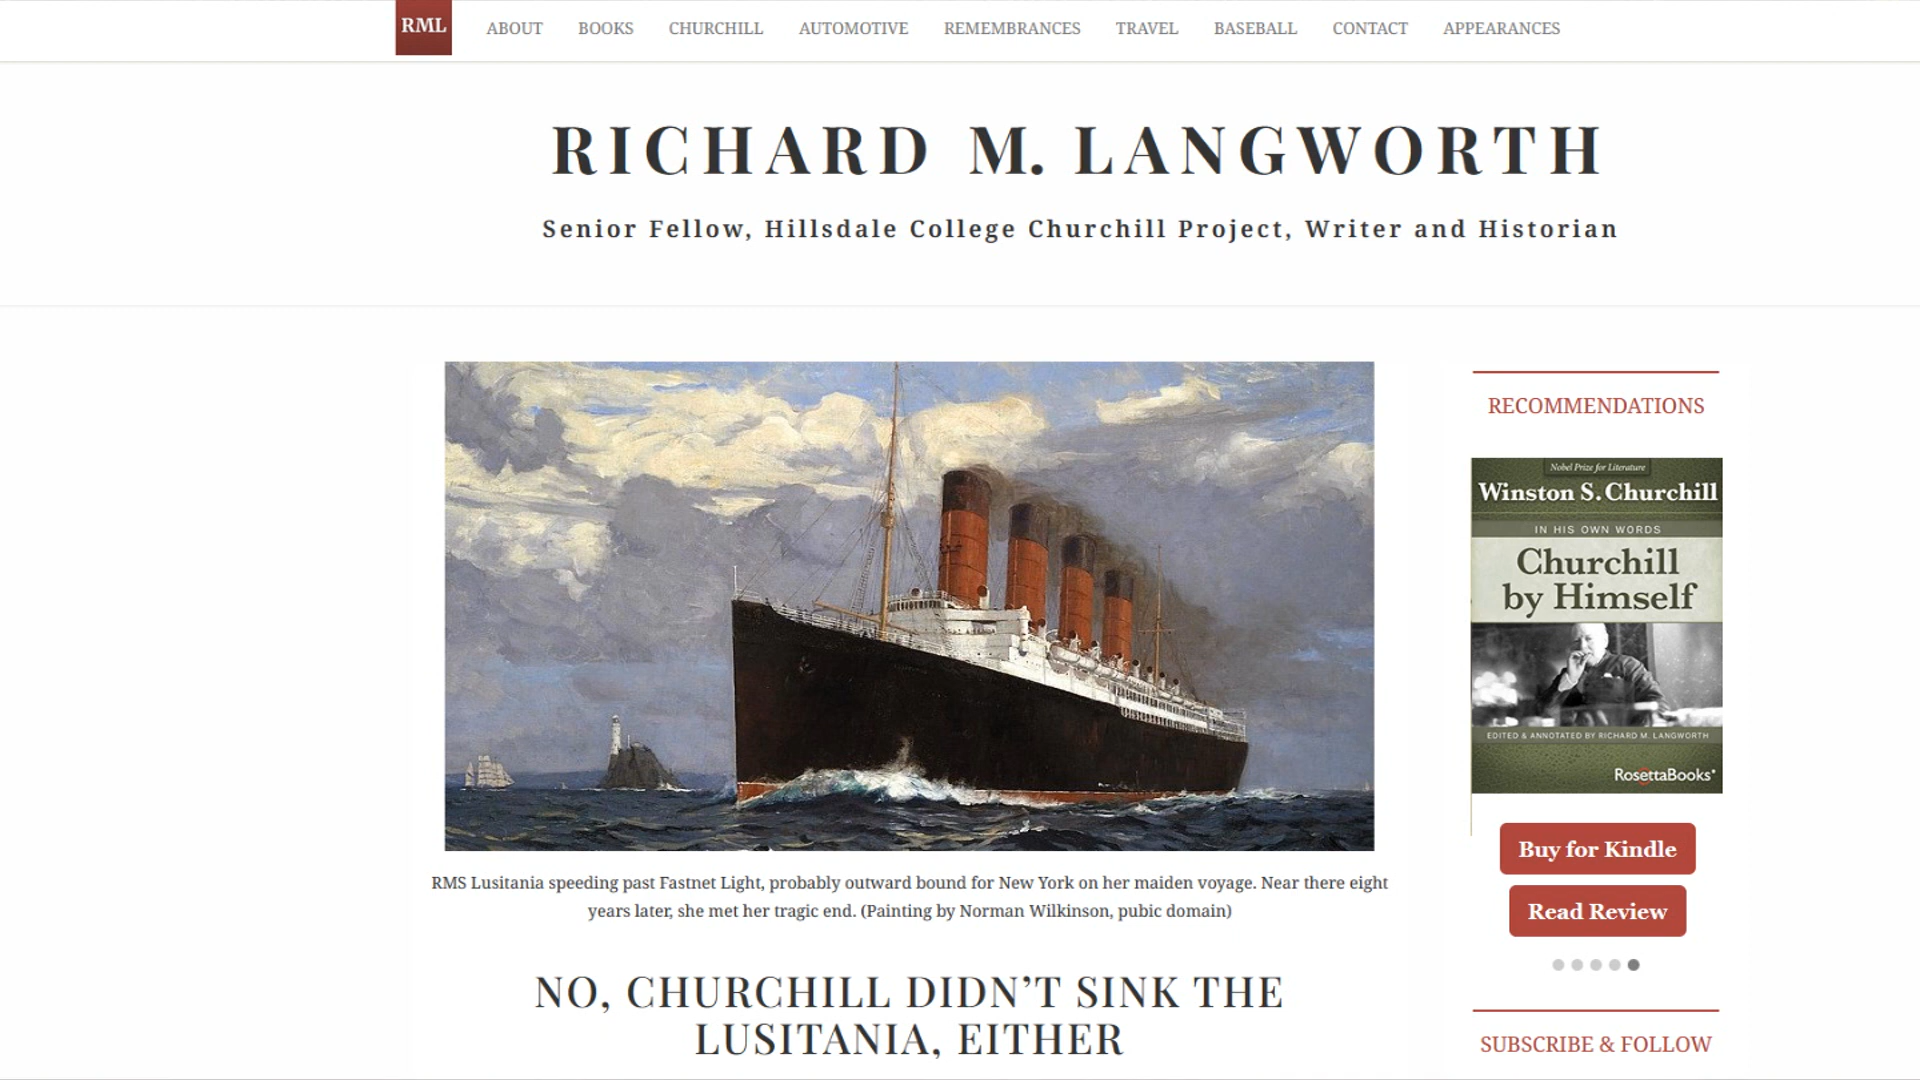 RML
ABOUT
BOOKS
CHURCHILL
AUTOMOTIVE
REMEMBRANCES
TRAVEL
BASEBALL
CONTACT
APPEARANCES
RICHARD M. LANGWORTH
Senior Fellow, Hillsdale College Churchill Project, Writer and Historian
RMS Lusitania speeding past Fastnet Light, probably outward bound for New York on her maiden voyage. Near there eight
years later, she met her tragic end. (Painting by Norman Wilkinson, pubic domain)
NO, CHURCHILL DIDN’T SINK THE
LUSITANIA, EITHER
RECOMMENDATIONS
Nobel Prize for Literature
Winston S. Churchill
IN HIS OWN WORDS
Churchill
by Himself
EDITED & ANNOTATED BY RICHARD M. LANGWORTH
RosettaBooks®
Buy for Kindle
Read Review
SUBSCRIBE & FOLLOW